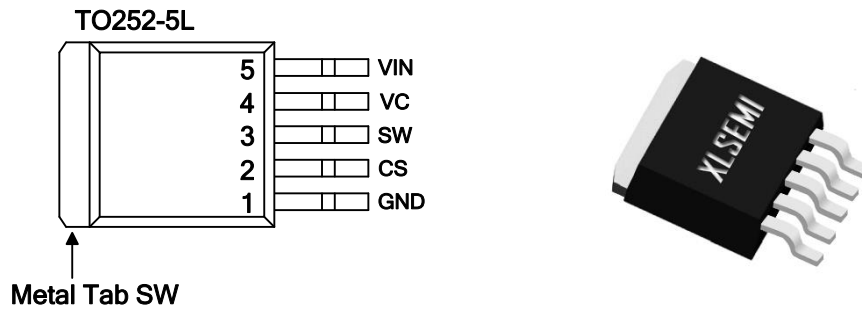 TO252-5L
5 VIN
4 VC
3 SW
2 CS
1 GND
Metal Tab SW
XLSEMI